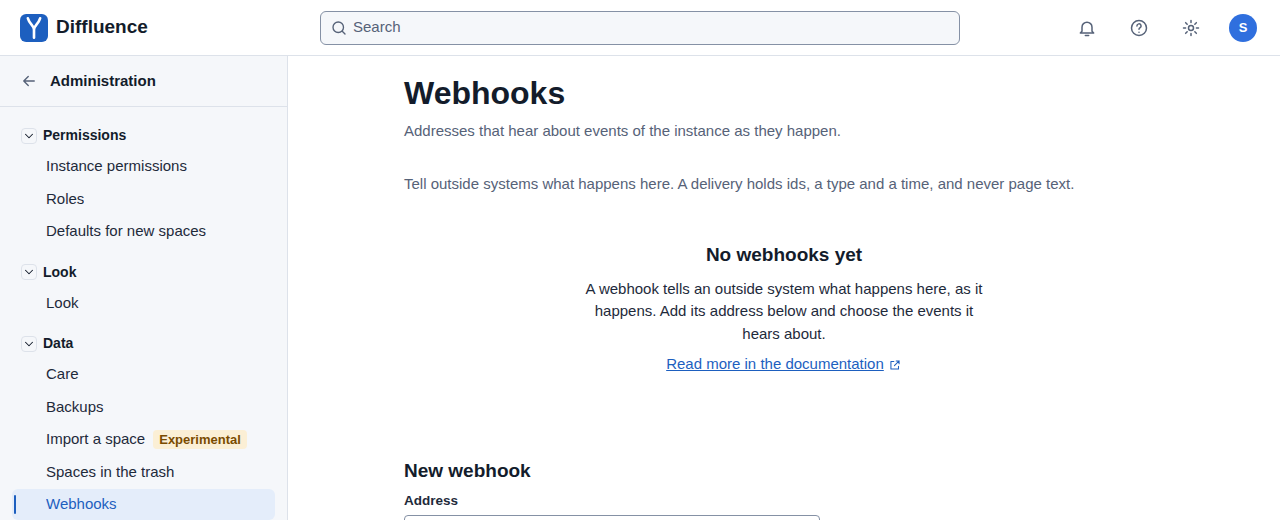 Diffluence
Search
S
Administration
Permissions
Instance permissions
Roles
Defaults for new spaces
Look
Look
Data
Care
Backups
Import a space Experimental
Spaces in the trash
Webhooks
Webhooks
Addresses that hear about events of the instance as they happen.
Tell outside systems what happens here. A delivery holds ids, a type and a time, and never page text.
No webhooks yet
A webhook tells an outside system what happens here, as it
happens. Add its address below and choose the events it
hears about.
Read more in the documentation
New webhook
Address